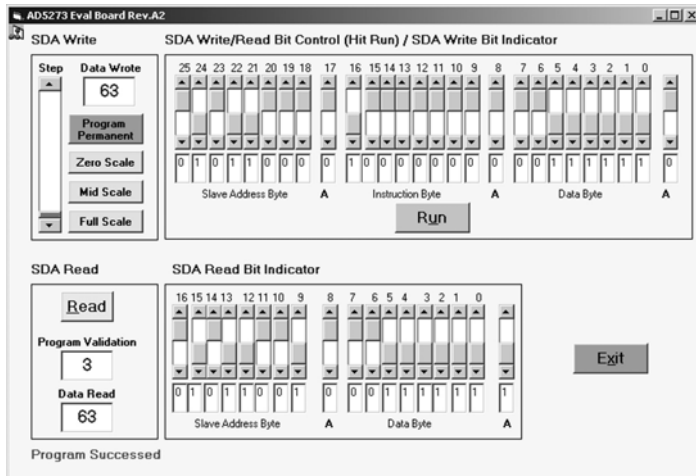 AD5273 Eval Board Rev.A2
SDA Write
SDA Write/Read Bit Control (Hit Run) / SDA Write Bit Indicator
Step
Data Wrote
63
Program Permanent
Zero Scale
Mid Scale
Full Scale
25 24 23 22 21 20 19 18 17 16 15 14 13 12 11 10 9 8 7 6 5 4 3 2 1 0
0 1 0 1 1 0 0 0 0 1 0 0 0 0 0 0 0 0 0 0 1 1 1 1 1 1 0
Slave Address Byte A Instruction Byte A Data Byte A
Run
SDA Read
SDA Read Bit Indicator
Read
Program Validation
3
Data Read
63
16 15 14 13 12 11 10 9 8 7 6 5 4 3 2 1 0
0 1 0 1 1 0 0 1 0 0 0 1 1 1 1 1 1 1
Slave Address Byte A Data Byte A
Exit
Program Successed